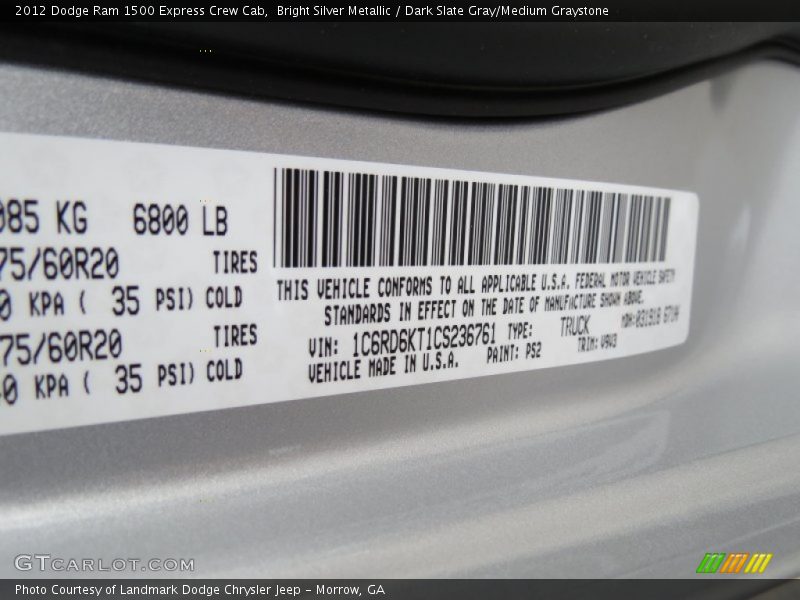 2012 Dodge Ram 1500 Express Crew Cab, Bright Silver Metallic / Dark Slate Gray/Medium Graystone
085 KG 6800 LB
75/60R20 TIRES
0 KPA ( 35 PSI) COLD
75/60R20 TIRES
40 KPA ( 35 PSI) COLD
THIS VEHICLE CONFORMS TO ALL APPLICABLE U.S.A. FEDERAL MOTOR VEHICLE SAFETY
STANDARDS IN EFFECT ON THE DATE OF MANUFACTURE SHOWN ABOVE.
VIN: 1C6RD6KT1CS236761 TYPE: TRUCK
VEHICLE MADE IN U.S.A. PAINT: PS2 TRIM: V9V3
GTCARLOT.COM
Photo Courtesy of Landmark Dodge Chrysler Jeep - Morrow, GA